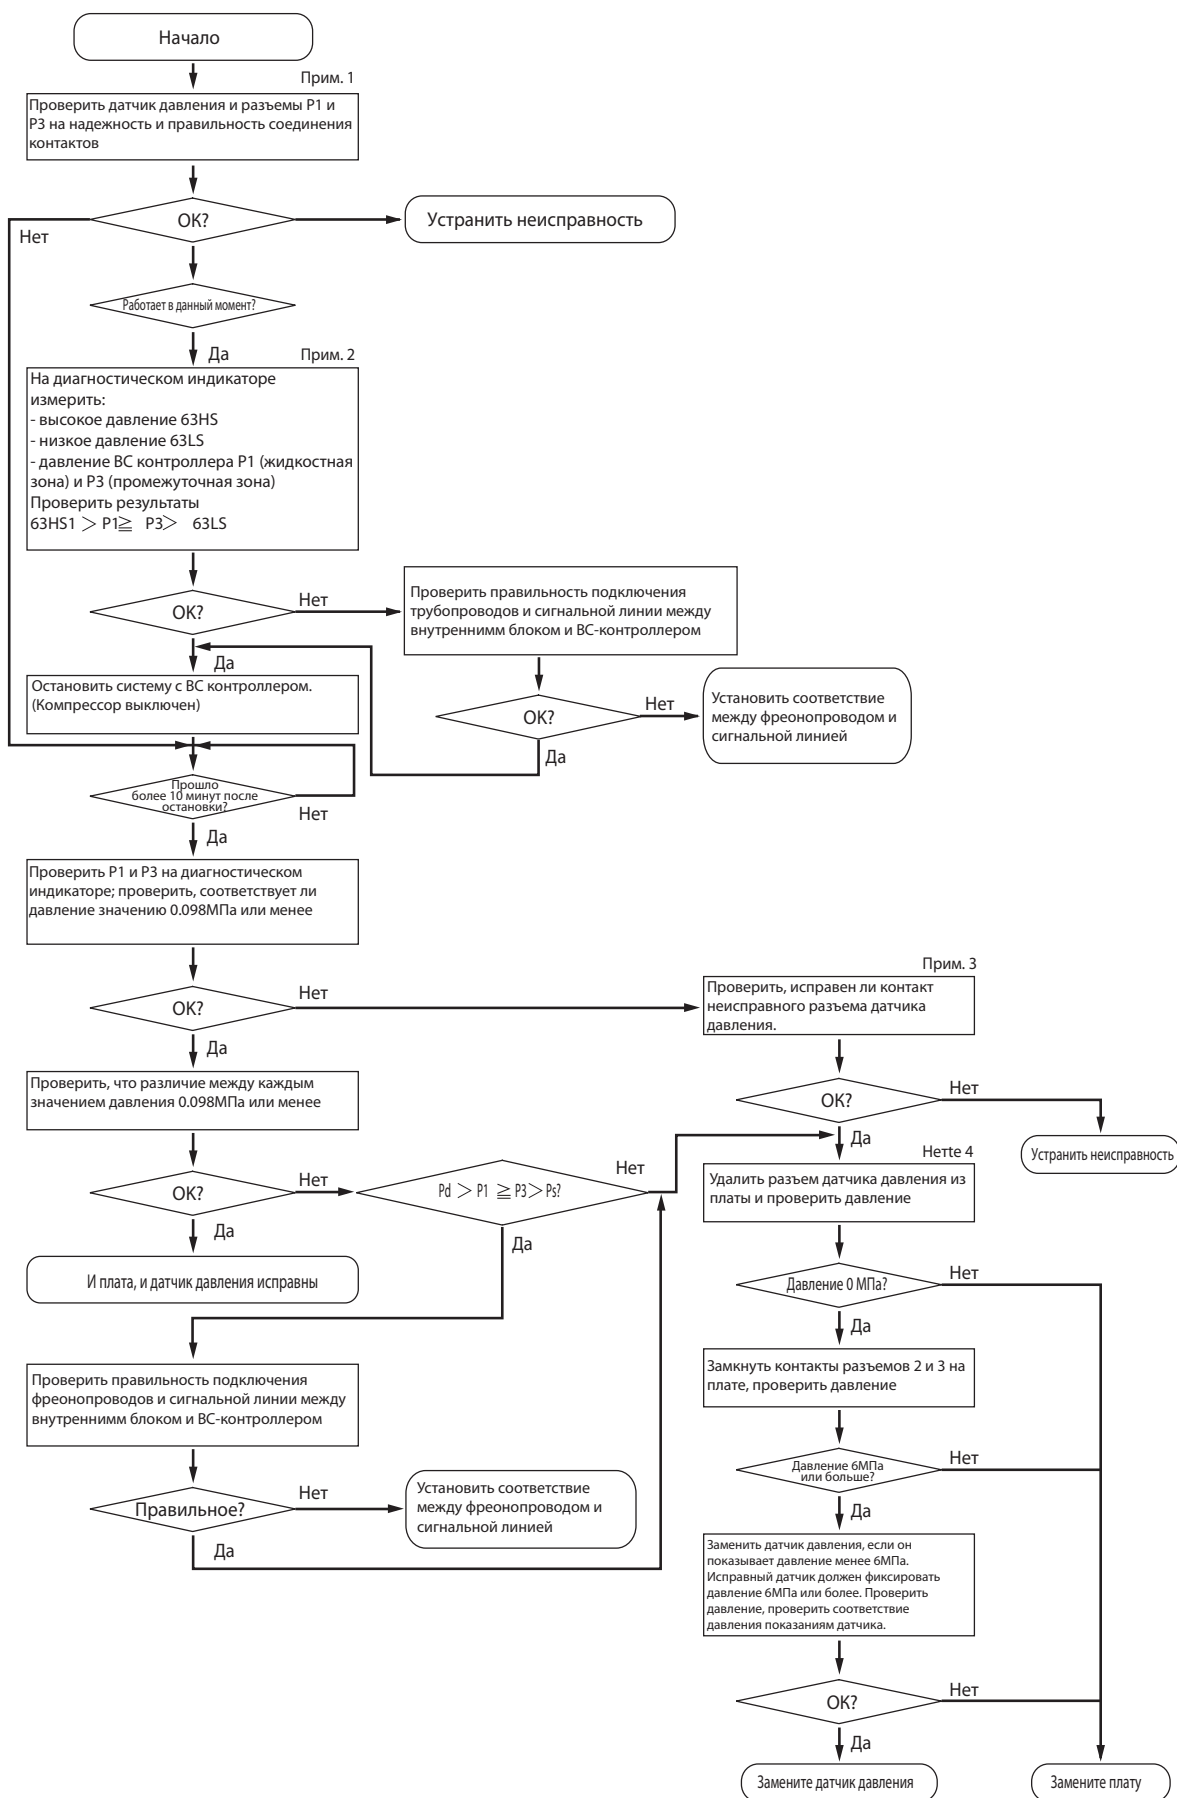 Начало
Прим. 1
Проверить датчик давления и разъемы P1 и
P3 на надежность и правильность соединения
контактов
OK?
Устранить неисправность
Нет
Работает в данный момент?
Да
Прим. 2
На диагностическом индикаторе
измерить:
- высокое давление 63HS
- низкое давление 63LS
- давление BC контроллера P1 (жидкостная
зона) и P3 (промежуточная зона)
Проверить результаты
63HS1 > P1≧ P3> 63LS
OK?
Нет
Проверить правильность подключения
трубопроводов и сигнальной линии между
внутреннимм блоком и BC-контроллером
Да
Остановить систему с BC контроллером.
(Компрессор выключен)
OK?
Нет
Установить соответствие
между фреонопроводом и
сигнальной линией
Да
Прошло
более 10 минут после
остановки?
Нет
Да
Проверить P1 и P3 на диагностическом
индикаторе; проверить, соответствует ли
давление значению 0.098МПа или менее
OK?
Нет
Прим. 3
Проверить, исправен ли контакт
неисправного разъема датчика
давления.
Да
Проверить, что различие между каждым
значением давления 0.098МПа или менее
OK?
Нет
Устранить неисправность
Да
OK?
Нет
Pd > P1 ≧ P3> Ps?
Нет
Нетte 4
Удалить разъем датчика давления из
платы и проверить давление
Да
И плата, и датчик давления исправны
Да
Давление 0 МПа?
Нет
Да
Замкнуть контакты разъемов 2 и 3 на
плате, проверить давление
Проверить правильность подключения
фреонопроводов и сигнальной линии между
внутреннимм блоком и BC-контроллером
Давление 6МПа
или больше?
Нет
Да
Правильное?
Нет
Установить соответствие
между фреонопроводом и
сигнальной линией
Да
Заменить датчик давления, если он
показывает давление менее 6МПа.
Исправный датчик должен фиксировать
давление 6МПа или более. Проверить
давление, проверить соответствие
давления показаниям датчика.
OK?
Нет
Да
Замените датчик давления
Замените плату